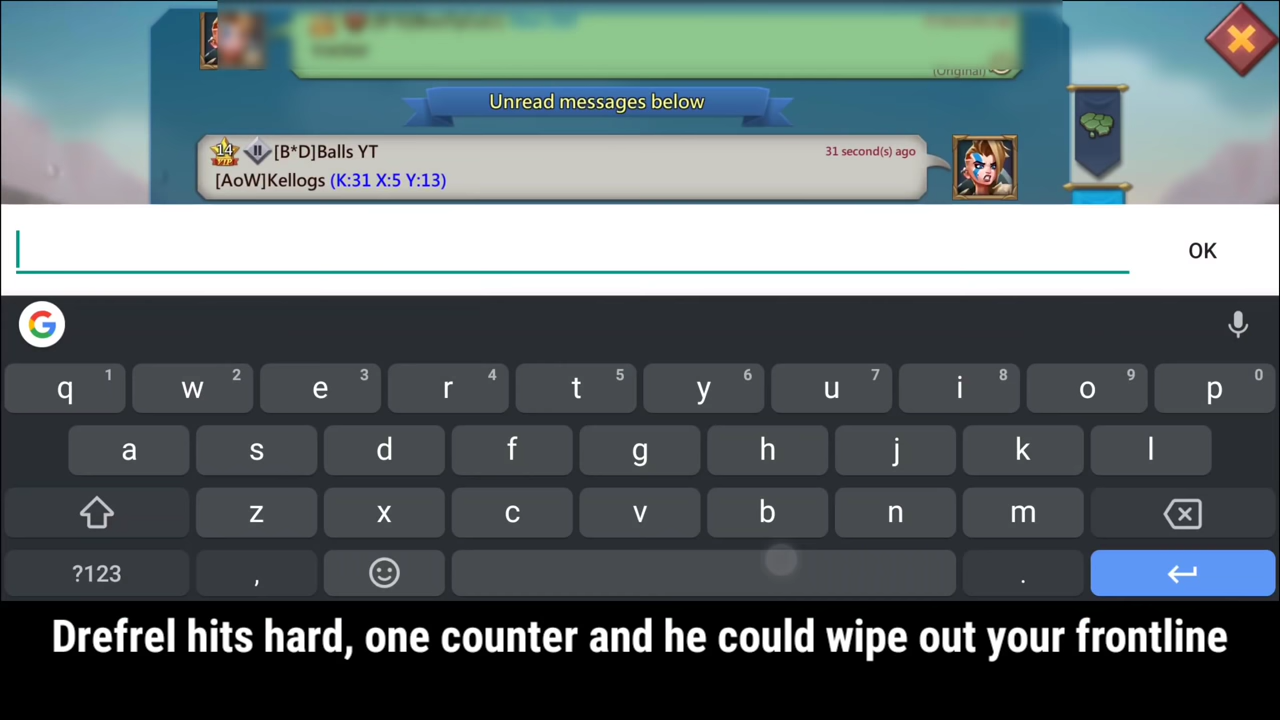 (Original)
Unread messages below
14
VIP
II
[B*D]Balls YT
31 second(s) ago
[AoW]Kellogs (K:31 X:5 Y:13)
OK
G
q 1 w 2 e 3 r 4 t 5 y 6 u 7 i 8 o 9 p 0
a s d f g h j k l
z x c v b n m
?123 , .
Drefrel hits hard, one counter and he could wipe out your frontline